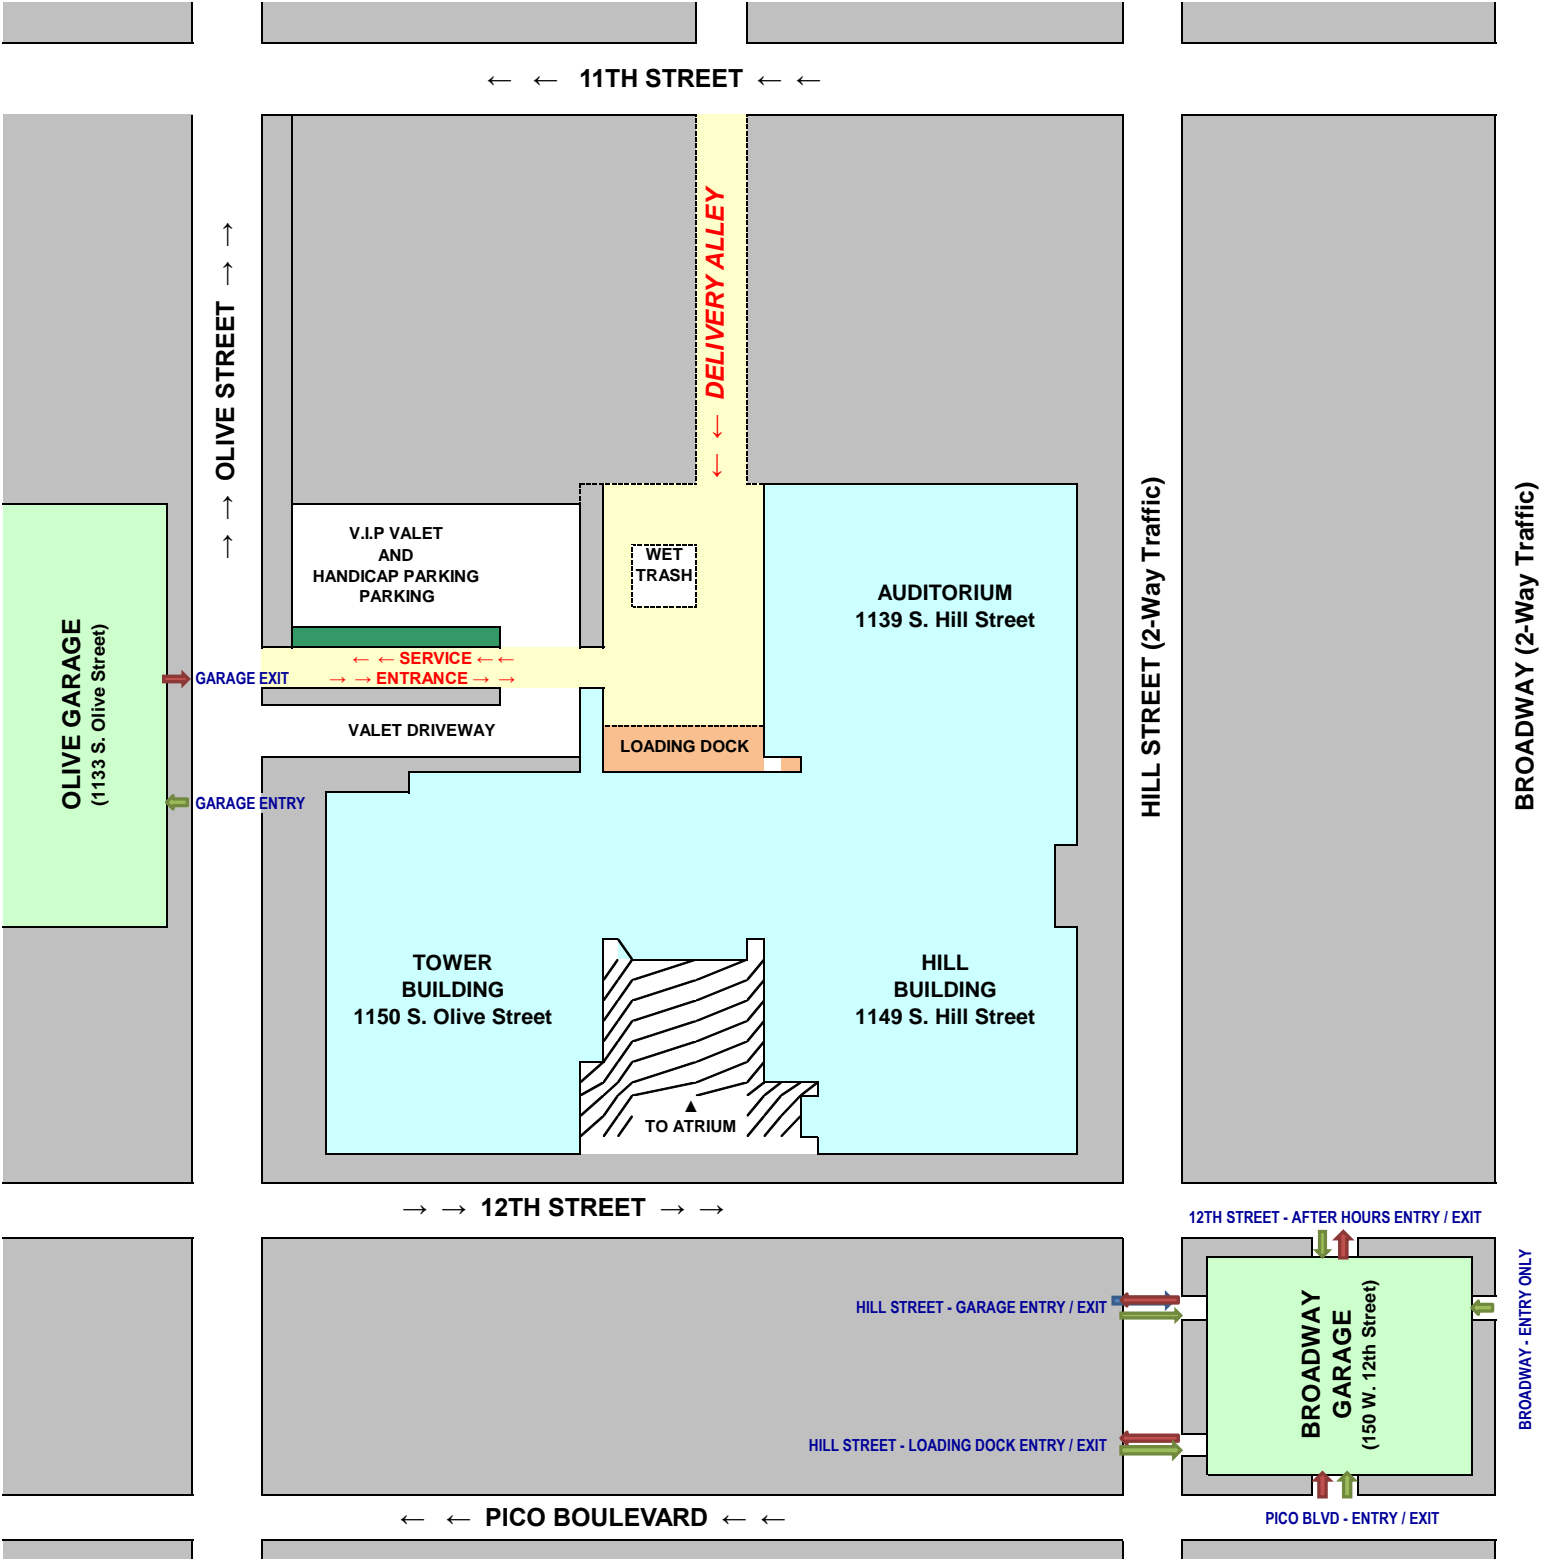 ← ← 11TH STREET ← ←
→ → OLIVE STREET → →
↓ ↓ DELIVERY ALLEY
V.I.P VALET
AND
HANDICAP PARKING
PARKING
WET
TRASH
AUDITORIUM
1139 S. Hill Street
HILL STREET (2-Way Traffic)
BROADWAY (2-Way Traffic)
OLIVE GARAGE
(1133 S. Olive Street)
← ← SERVICE ← ←
→ → ENTRANCE → →
GARAGE EXIT
VALET DRIVEWAY
LOADING DOCK
GARAGE ENTRY
TOWER
BUILDING
1150 S. Olive Street
HILL
BUILDING
1149 S. Hill Street
▲
TO ATRIUM
→ → 12TH STREET → →
12TH STREET - AFTER HOURS ENTRY / EXIT
HILL STREET - GARAGE ENTRY / EXIT
BROADWAY
GARAGE
(150 W. 12th Street)
BROADWAY - ENTRY ONLY
HILL STREET - LOADING DOCK ENTRY / EXIT
← ← PICO BOULEVARD ← ←
PICO BLVD - ENTRY / EXIT